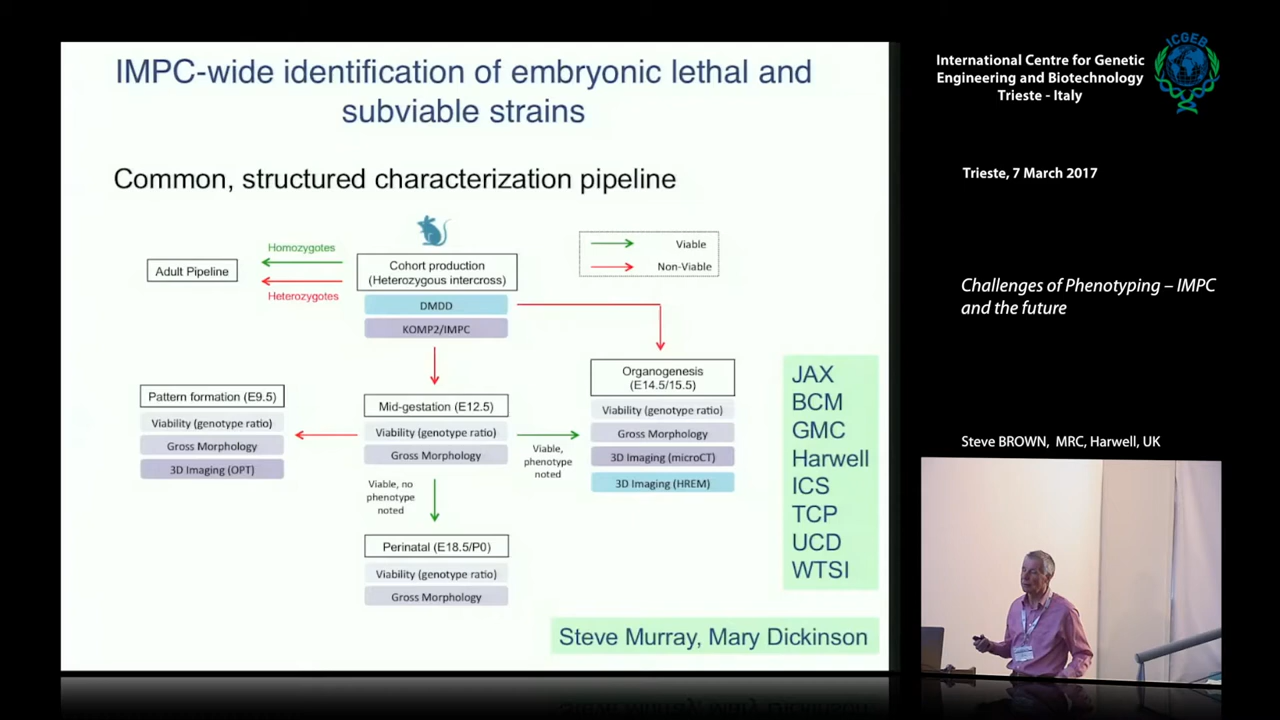 IMPC-wide identification of embryonic lethal and
subviable strains
Common, structured characterization pipeline
Homozygotes
Adult Pipeline
Heterozygotes
Cohort production
(Heterozygous intercross)
DMDD
KOMP2/IMPC
Viable
Non-Viable
Pattern formation (E9.5)
Viability (genotype ratio)
Gross Morphology
3D Imaging (OPT)
Mid-gestation (E12.5)
Viability (genotype ratio)
Gross Morphology
Viable,
phenotype
noted
Organogenesis
(E14.5/15.5)
Viability (genotype ratio)
Gross Morphology
3D Imaging (microCT)
3D Imaging (HREM)
Viable, no
phenotype
noted
Perinatal (E18.5/P0)
Viability (genotype ratio)
Gross Morphology
JAX
BCM
GMC
Harwell
ICS
TCP
UCD
WTSI
Steve Murray, Mary Dickinson
International Centre for Genetic
Engineering and Biotechnology
Trieste - Italy
ICGEB
Trieste, 7 March 2017
Challenges of Phenotyping – IMPC
and the future
Steve BROWN, MRC, Harwell, UK